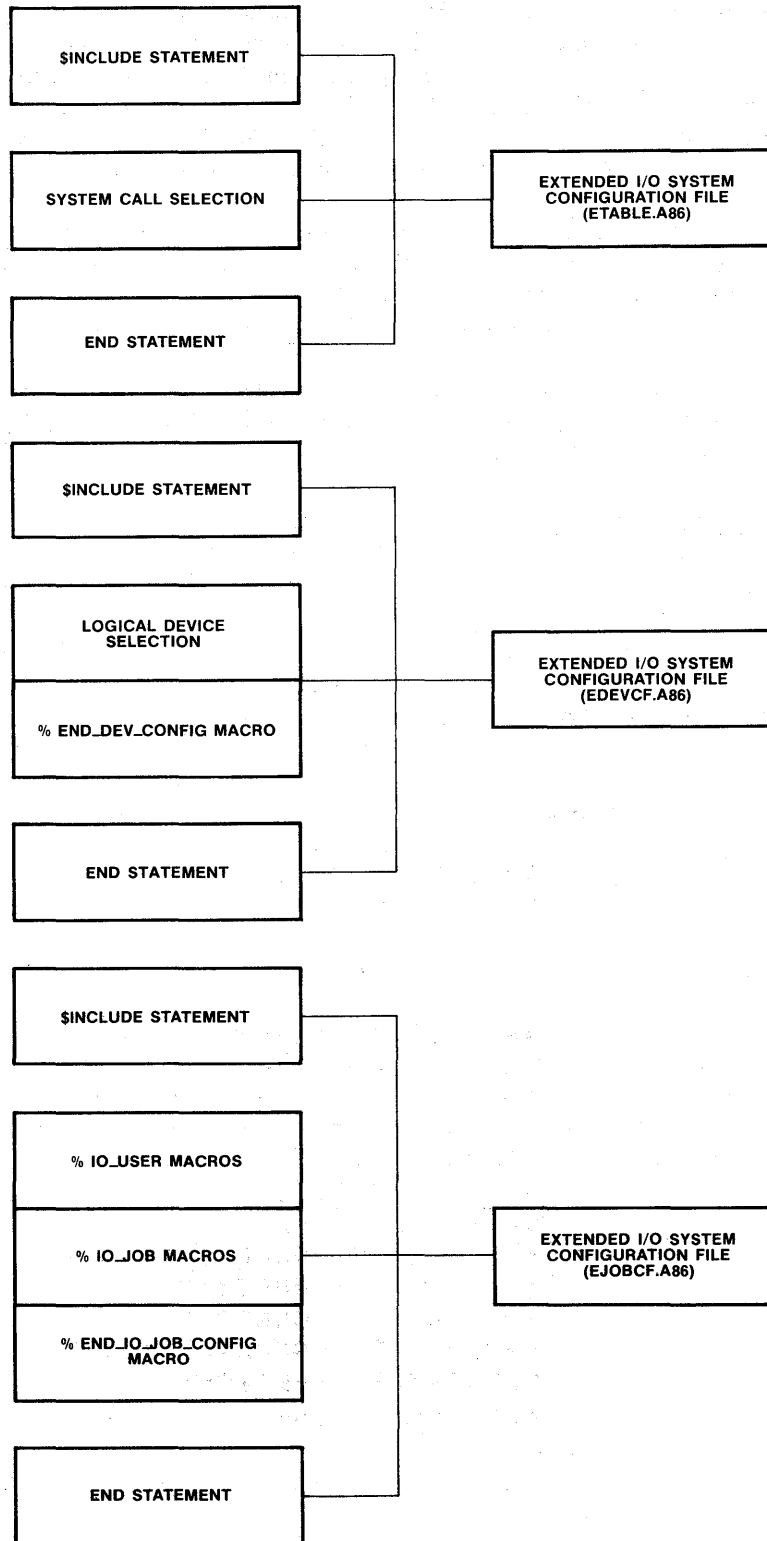 $INCLUDE STATEMENT
SYSTEM CALL SELECTION
END STATEMENT
EXTENDED I/O SYSTEM
CONFIGURATION FILE
(ETABLE.A86)
$INCLUDE STATEMENT
LOGICAL DEVICE
SELECTION
% END_DEV_CONFIG MACRO
END STATEMENT
EXTENDED I/O SYSTEM
CONFIGURATION FILE
(EDEVCF.A86)
$INCLUDE STATEMENT
% IO_USER MACROS
% IO_JOB MACROS
% END_IO_JOB_CONFIG
MACRO
END STATEMENT
EXTENDED I/O SYSTEM
CONFIGURATION FILE
(EJOBCF.A86)